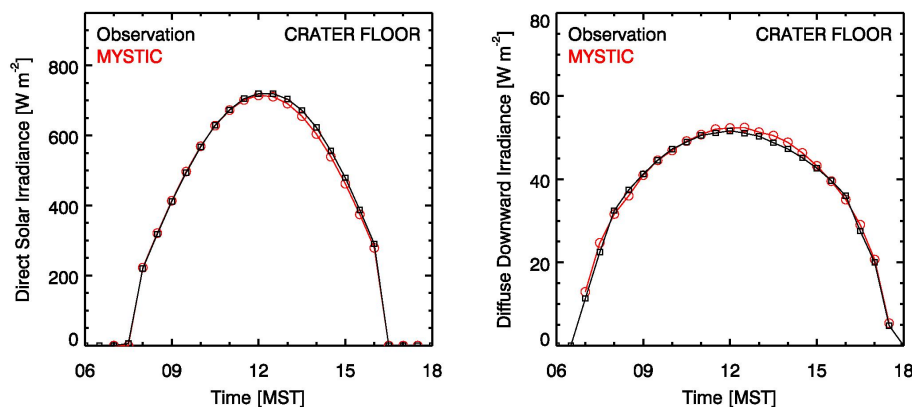 Observation CRATER FLOOR
MYSTIC
Direct Solar Irradiance [W m-2]
800
600
400
200
0
06 09 12 15 18
Time [MST]
Observation CRATER FLOOR
MYSTIC
Diffuse Downward Irradiance [W m-2]
80
60
40
20
0
06 09 12 15 18
Time [MST]